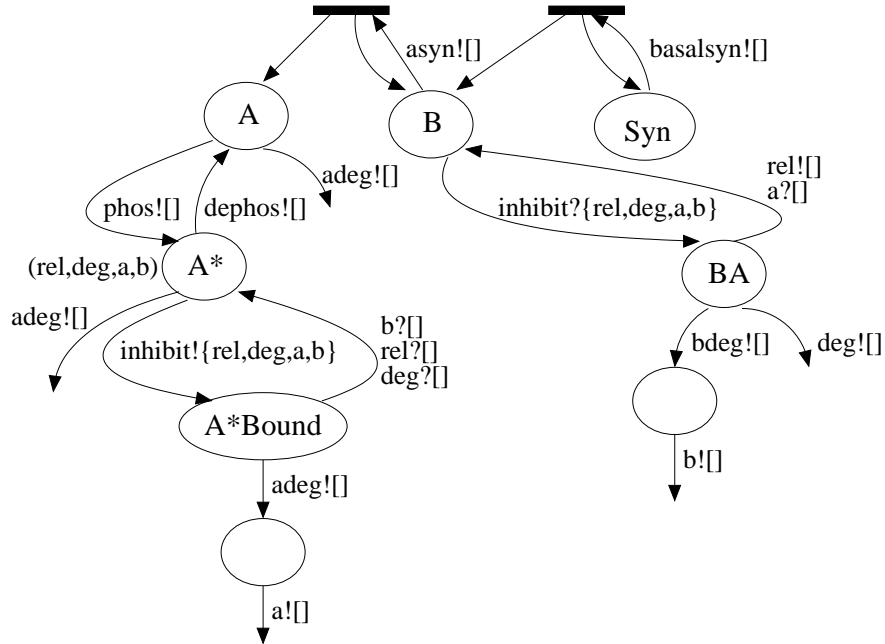 asyn![]
basalsyn![]
A
B
Syn
adeg![]
rel![]
a?[]
phos![]
dephos![]
inhibit?{rel,deg,a,b}
(rel,deg,a,b)
A*
BA
adeg![]
b?[]
rel?[]
deg?[]
inhibit!{rel,deg,a,b}
bdeg![]
deg![]
A*Bound
b![]
adeg![]
a![]